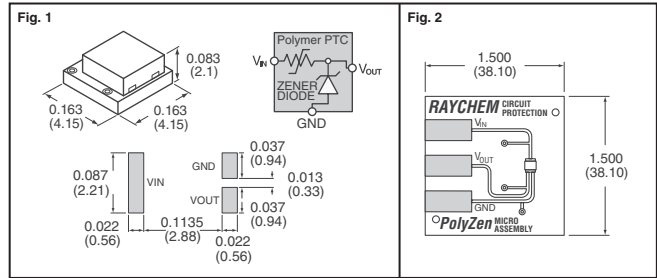 Fig. 1
0.083
(2.1)
0.163
(4.15)
0.163
(4.15)
Polymer PTC
VIN
VOUT
ZENER
DIODE
GND
0.087
(2.21)
VIN
0.022
(0.56)
0.1135
(2.88)
GND
VOUT
0.037
(0.94)
0.013
(0.33)
0.037
(0.94)
0.022
(0.56)
Fig. 2
1.500
(38.10)
RAYCHEM CIRCUIT
PROTECTION
VIN
VOUT
GND
PolyZen MICRO
ASSEMBLY
1.500
(38.10)